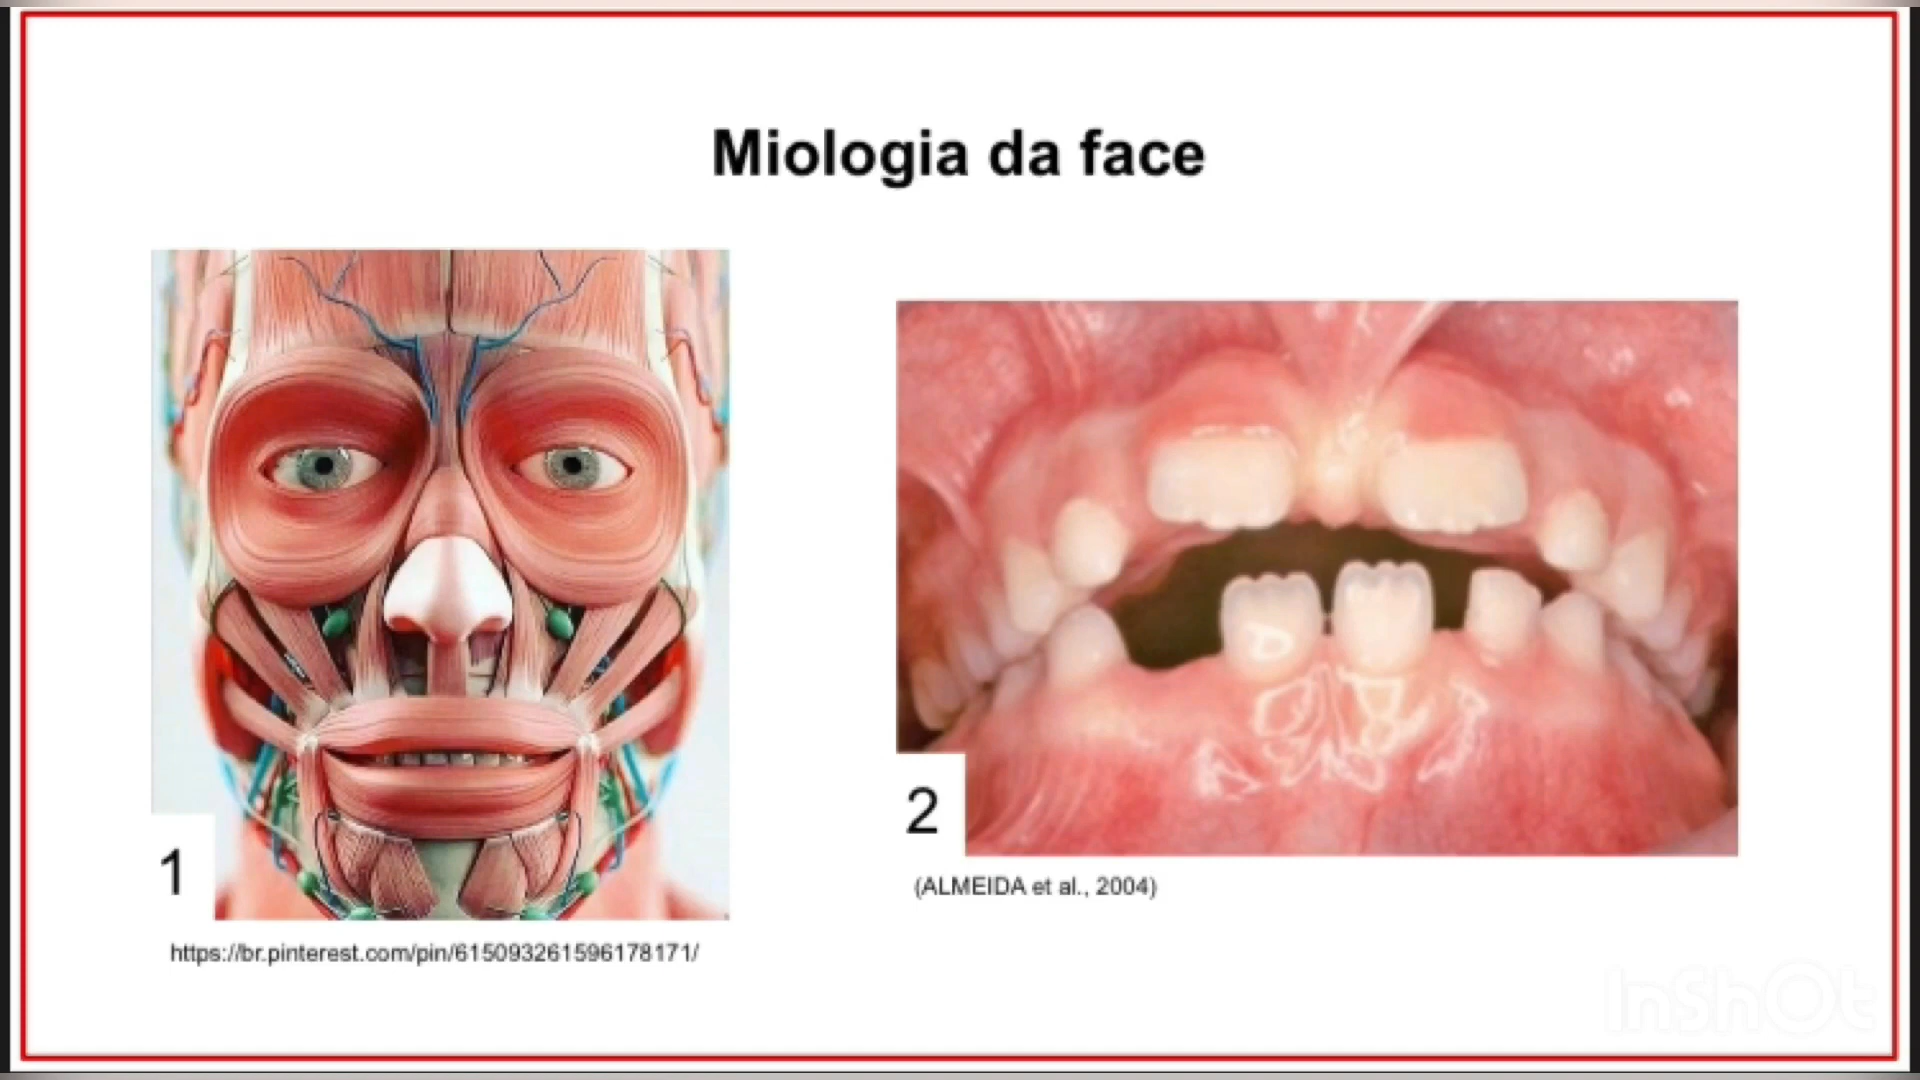 Miologia da face
1
2
(ALMEIDA et al., 2004)
https://br.pinterest.com/pin/615093261596178171/
InShOt